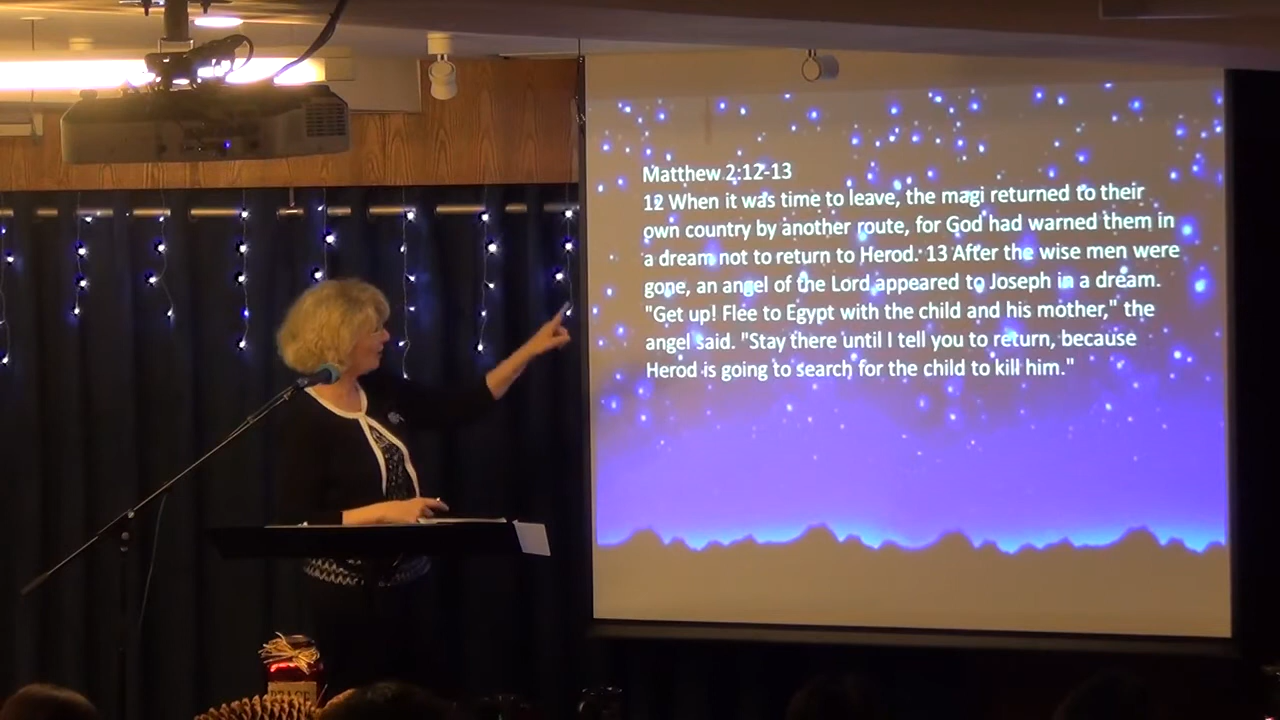 Matthew 2:12-13
12 When it was time to leave, the magi returned to their
own country by another route, for God had warned them in
a dream not to return to Herod. 13 After the wise men were
gone, an angel of the Lord appeared to Joseph in a dream.
"Get up! Flee to Egypt with the child and his mother," the
angel said. "Stay there until I tell you to return, because
Herod is going to search for the child to kill him."
PEACE